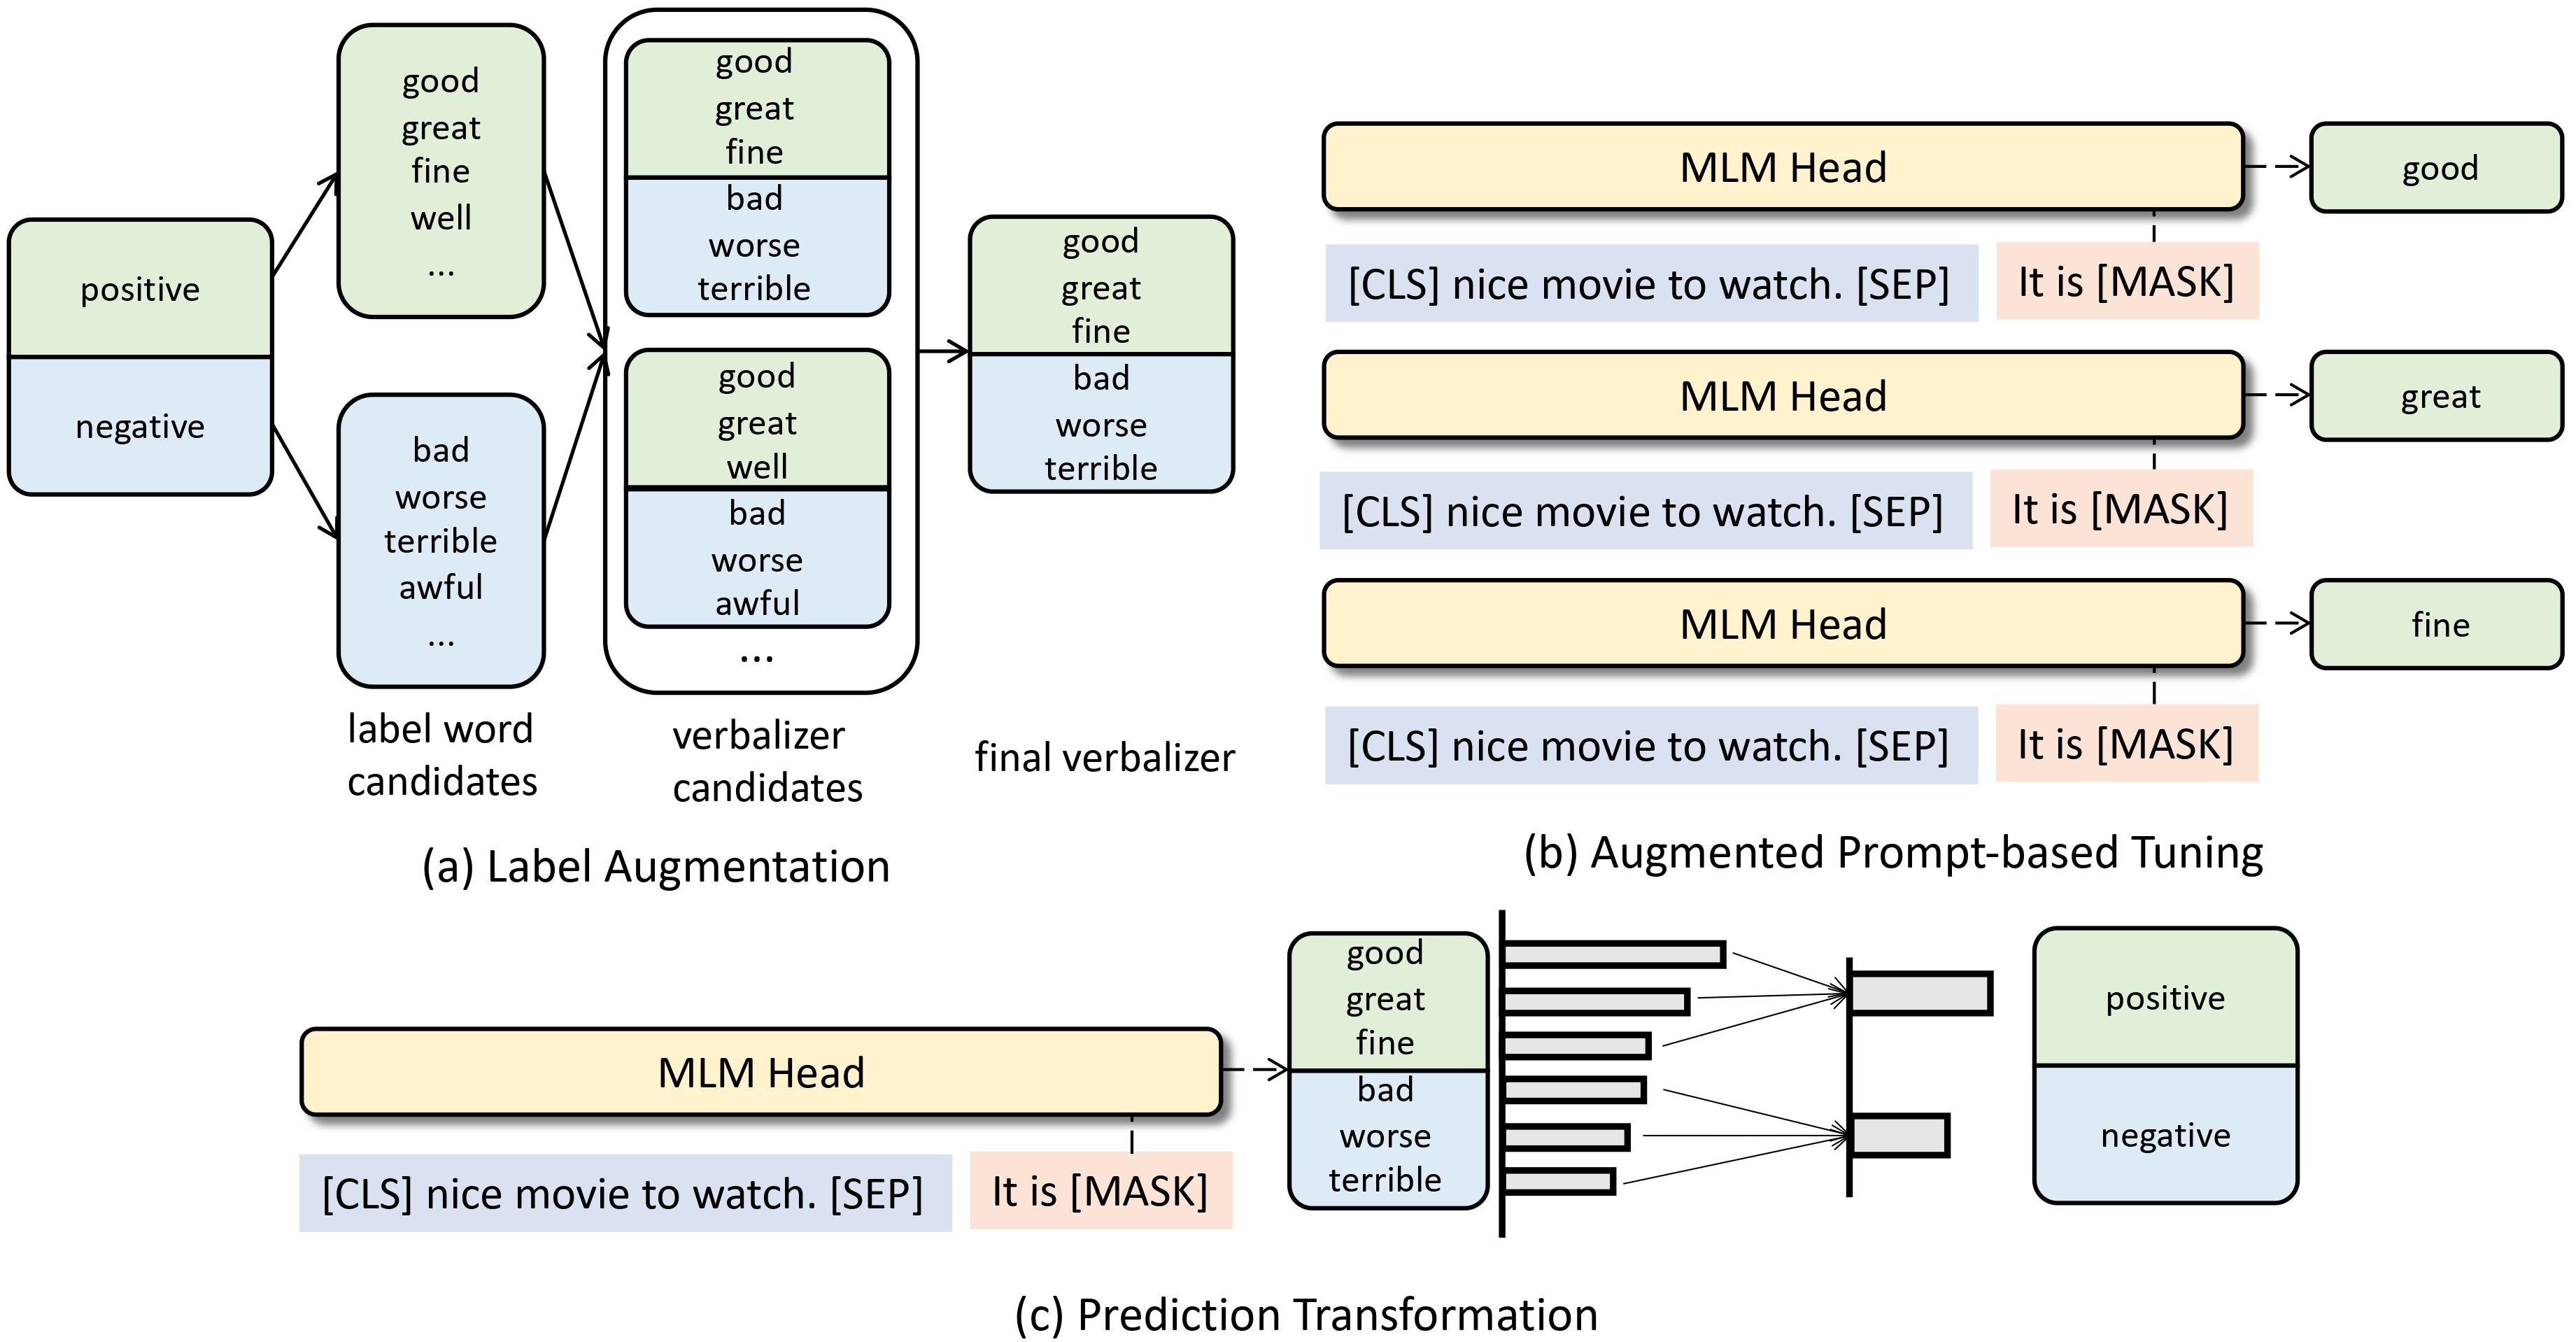 positive
negative
good
great
fine
well
...
bad
worse
terrible
awful
...
label word
candidates
good
great
fine
bad
worse
terrible
good
great
well
bad
worse
awful
...
verbalizer
candidates
good
great
fine
bad
worse
terrible
final verbalizer
(a) Label Augmentation
MLM Head
good
[CLS] nice movie to watch. [SEP]
It is [MASK]
MLM Head
great
[CLS] nice movie to watch. [SEP]
It is [MASK]
MLM Head
fine
[CLS] nice movie to watch. [SEP]
It is [MASK]
(b) Augmented Prompt-based Tuning
MLM Head
[CLS] nice movie to watch. [SEP]
It is [MASK]
good
great
fine
bad
worse
terrible
positive
negative
(c) Prediction Transformation